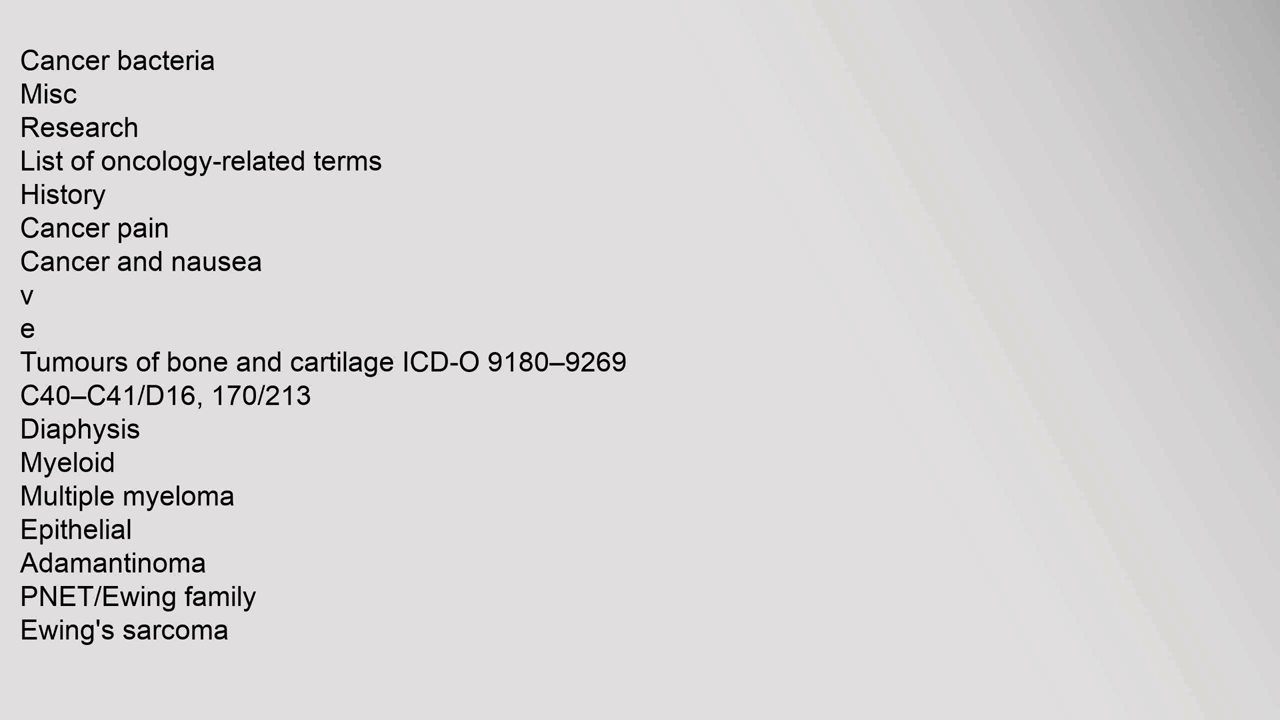 Cancer bacteria
Misc
Research
List of oncology-related terms
History
Cancer pain
Cancer and nausea
v
e
Tumours of bone and cartilage ICD-O 9180–9269
C40–C41/D16, 170/213
Diaphysis
Myeloid
Multiple myeloma
Epithelial
Adamantinoma
PNET/Ewing family
Ewing's sarcoma